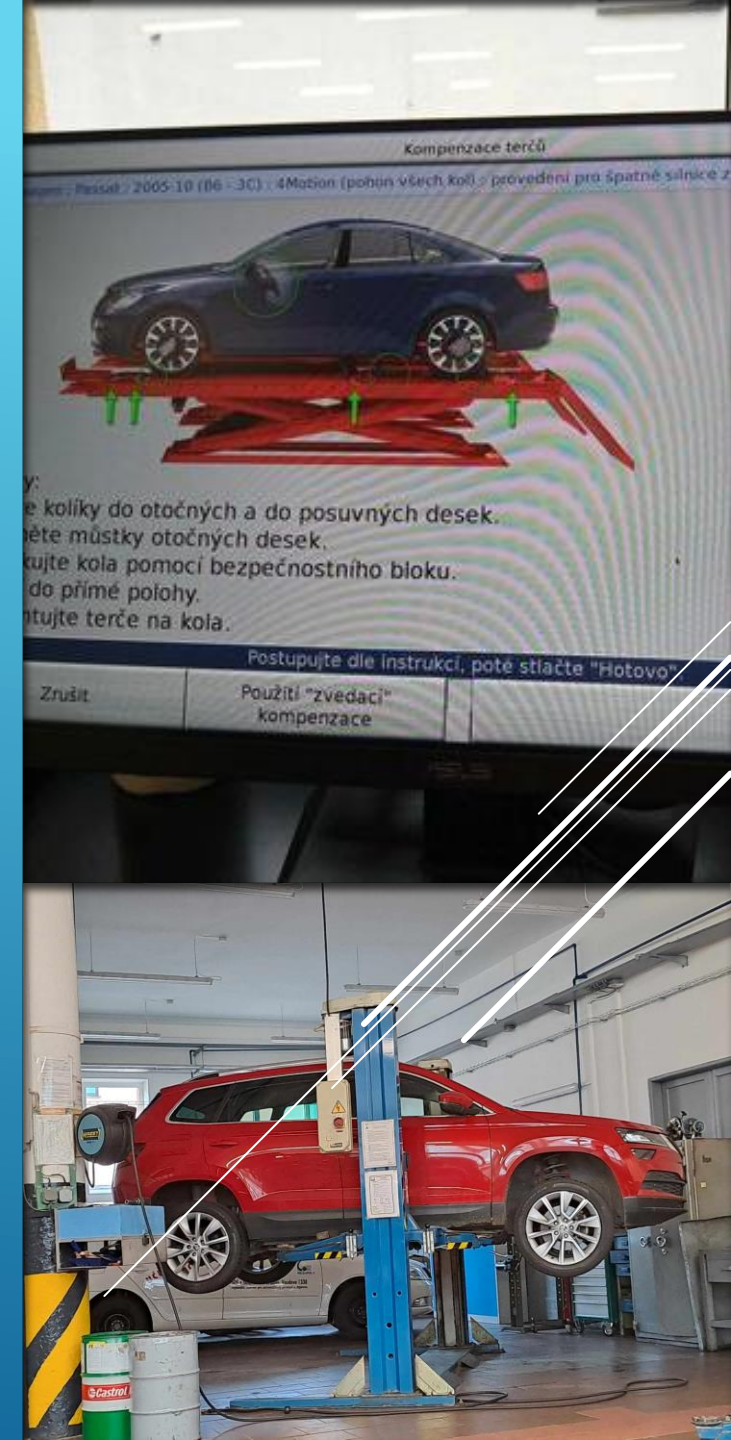 Kompenzace terčů
Passat : 2005-10 (B6 - 3C) : 4Motion (pohon všech kol) : provedení pro špatné silnice z
y:
e kolíky do otočných a do posuvných desek.
ěte můstky otočných desek.
kujte kola pomocí bezpečnostního bloku.
do přímé polohy.
ntujte terče na kola.
Postupujte dle instrukcí, poté stlačte "Hotovo".
Zrušit
Použití "zvedací"
kompenzace
Castrol